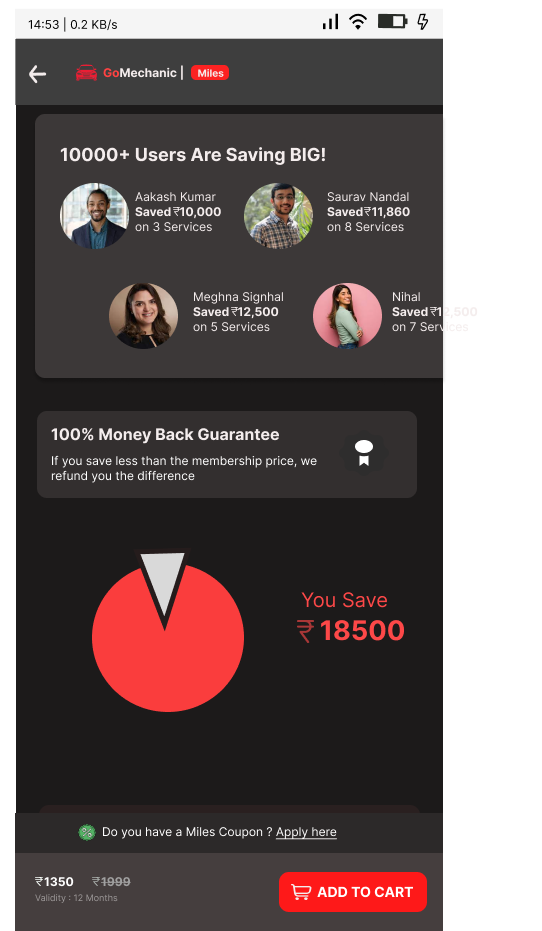 14:53 | 0.2 KB/s
GoMechanic | Miles
10000+ Users Are Saving BIG!
Aakash Kumar
Saved ₹10,000
on 3 Services
Saurav Nandal
Saved ₹11,860
on 8 Services
Meghna Signhal
Saved ₹12,500
on 5 Services
Nihal
Saved ₹12,500
on 7 Services
100% Money Back Guarantee
If you save less than the membership price, we
refund you the difference
You Save
₹ 18500
Do you have a Miles Coupon ? Apply here
₹1350 ₹1999
Validity : 12 Months
ADD TO CART